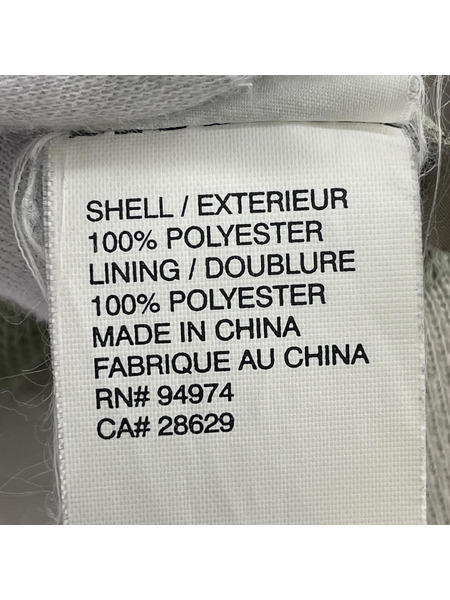 SHELL / EXTERIEUR
100% POLYESTER
LINING / DOUBLURE
100% POLYESTER
MADE IN CHINA
FABRIQUE AU CHINA
RN# 94974
CA# 28629